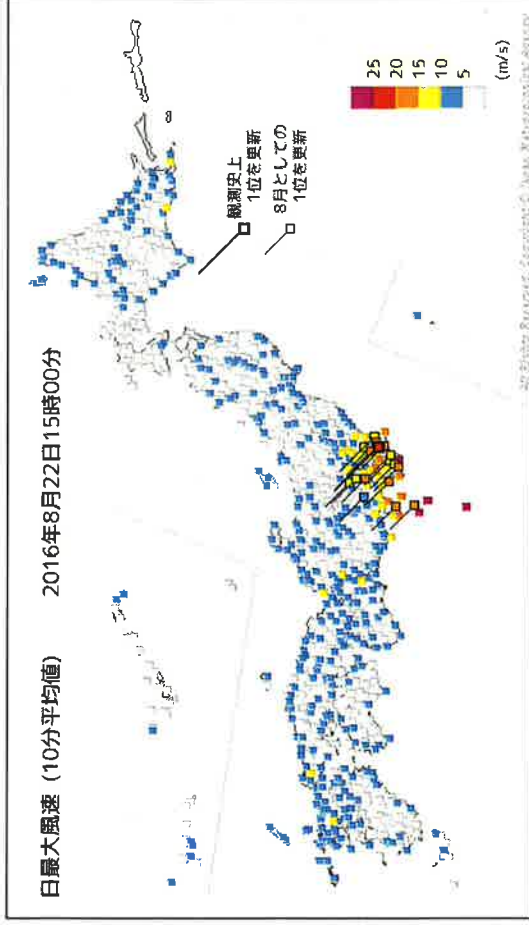 日最大風速 (10分平均値) 2016年8月22日15時00分
観測史上
1位を更新
8月としての
1位を更新
25
20
15
10
5
(m/s)